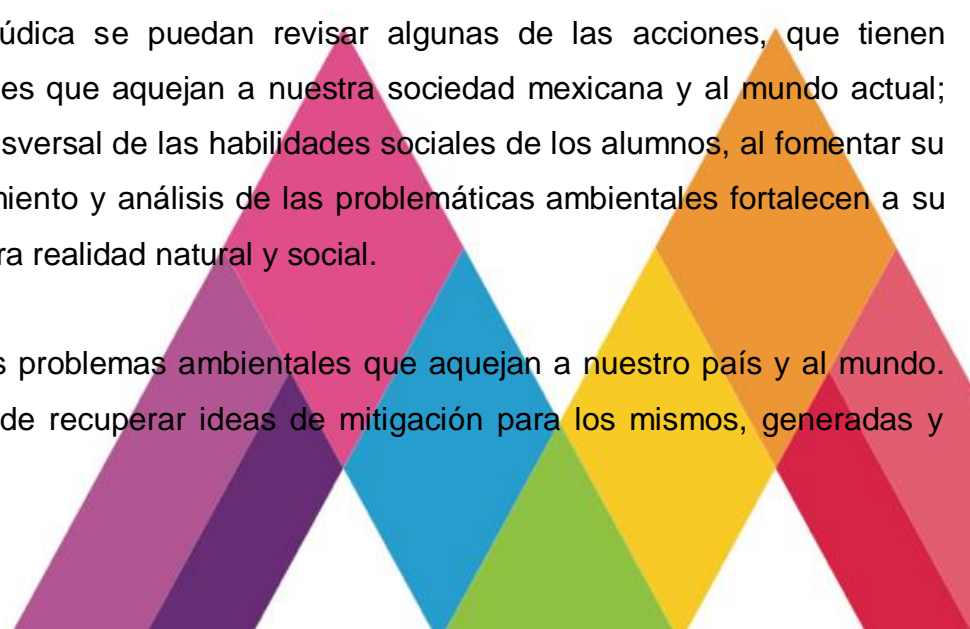 údica se puedan revisar algunas de las acciones, que tienen
es que aquejan a nuestra sociedad mexicana y al mundo actual;
sversal de las habilidades sociales de los alumnos, al fomentar su
niento y análisis de las problemáticas ambientales fortalecen a su
ra realidad natural y social.
s problemas ambientales que aquejan a nuestro país y al mundo.
de recuperar ideas de mitigación para los mismos, generadas y